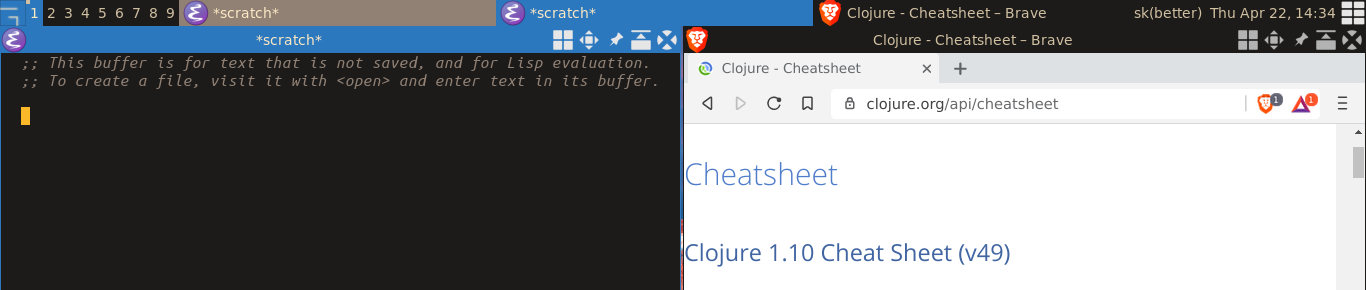 1 2 3 4 5 6 7 8 9 *scratch* *scratch* Clojure - Cheatsheet – Brave sk(better) Thu Apr 22, 14:34
*scratch*
;; This buffer is for text that is not saved, and for Lisp evaluation.
;; To create a file, visit it with <open> and enter text in its buffer.
Clojure - Cheatsheet – Brave
Clojure - Cheatsheet
clojure.org/api/cheatsheet 1 1
Cheatsheet
Clojure 1.10 Cheat Sheet (v49)